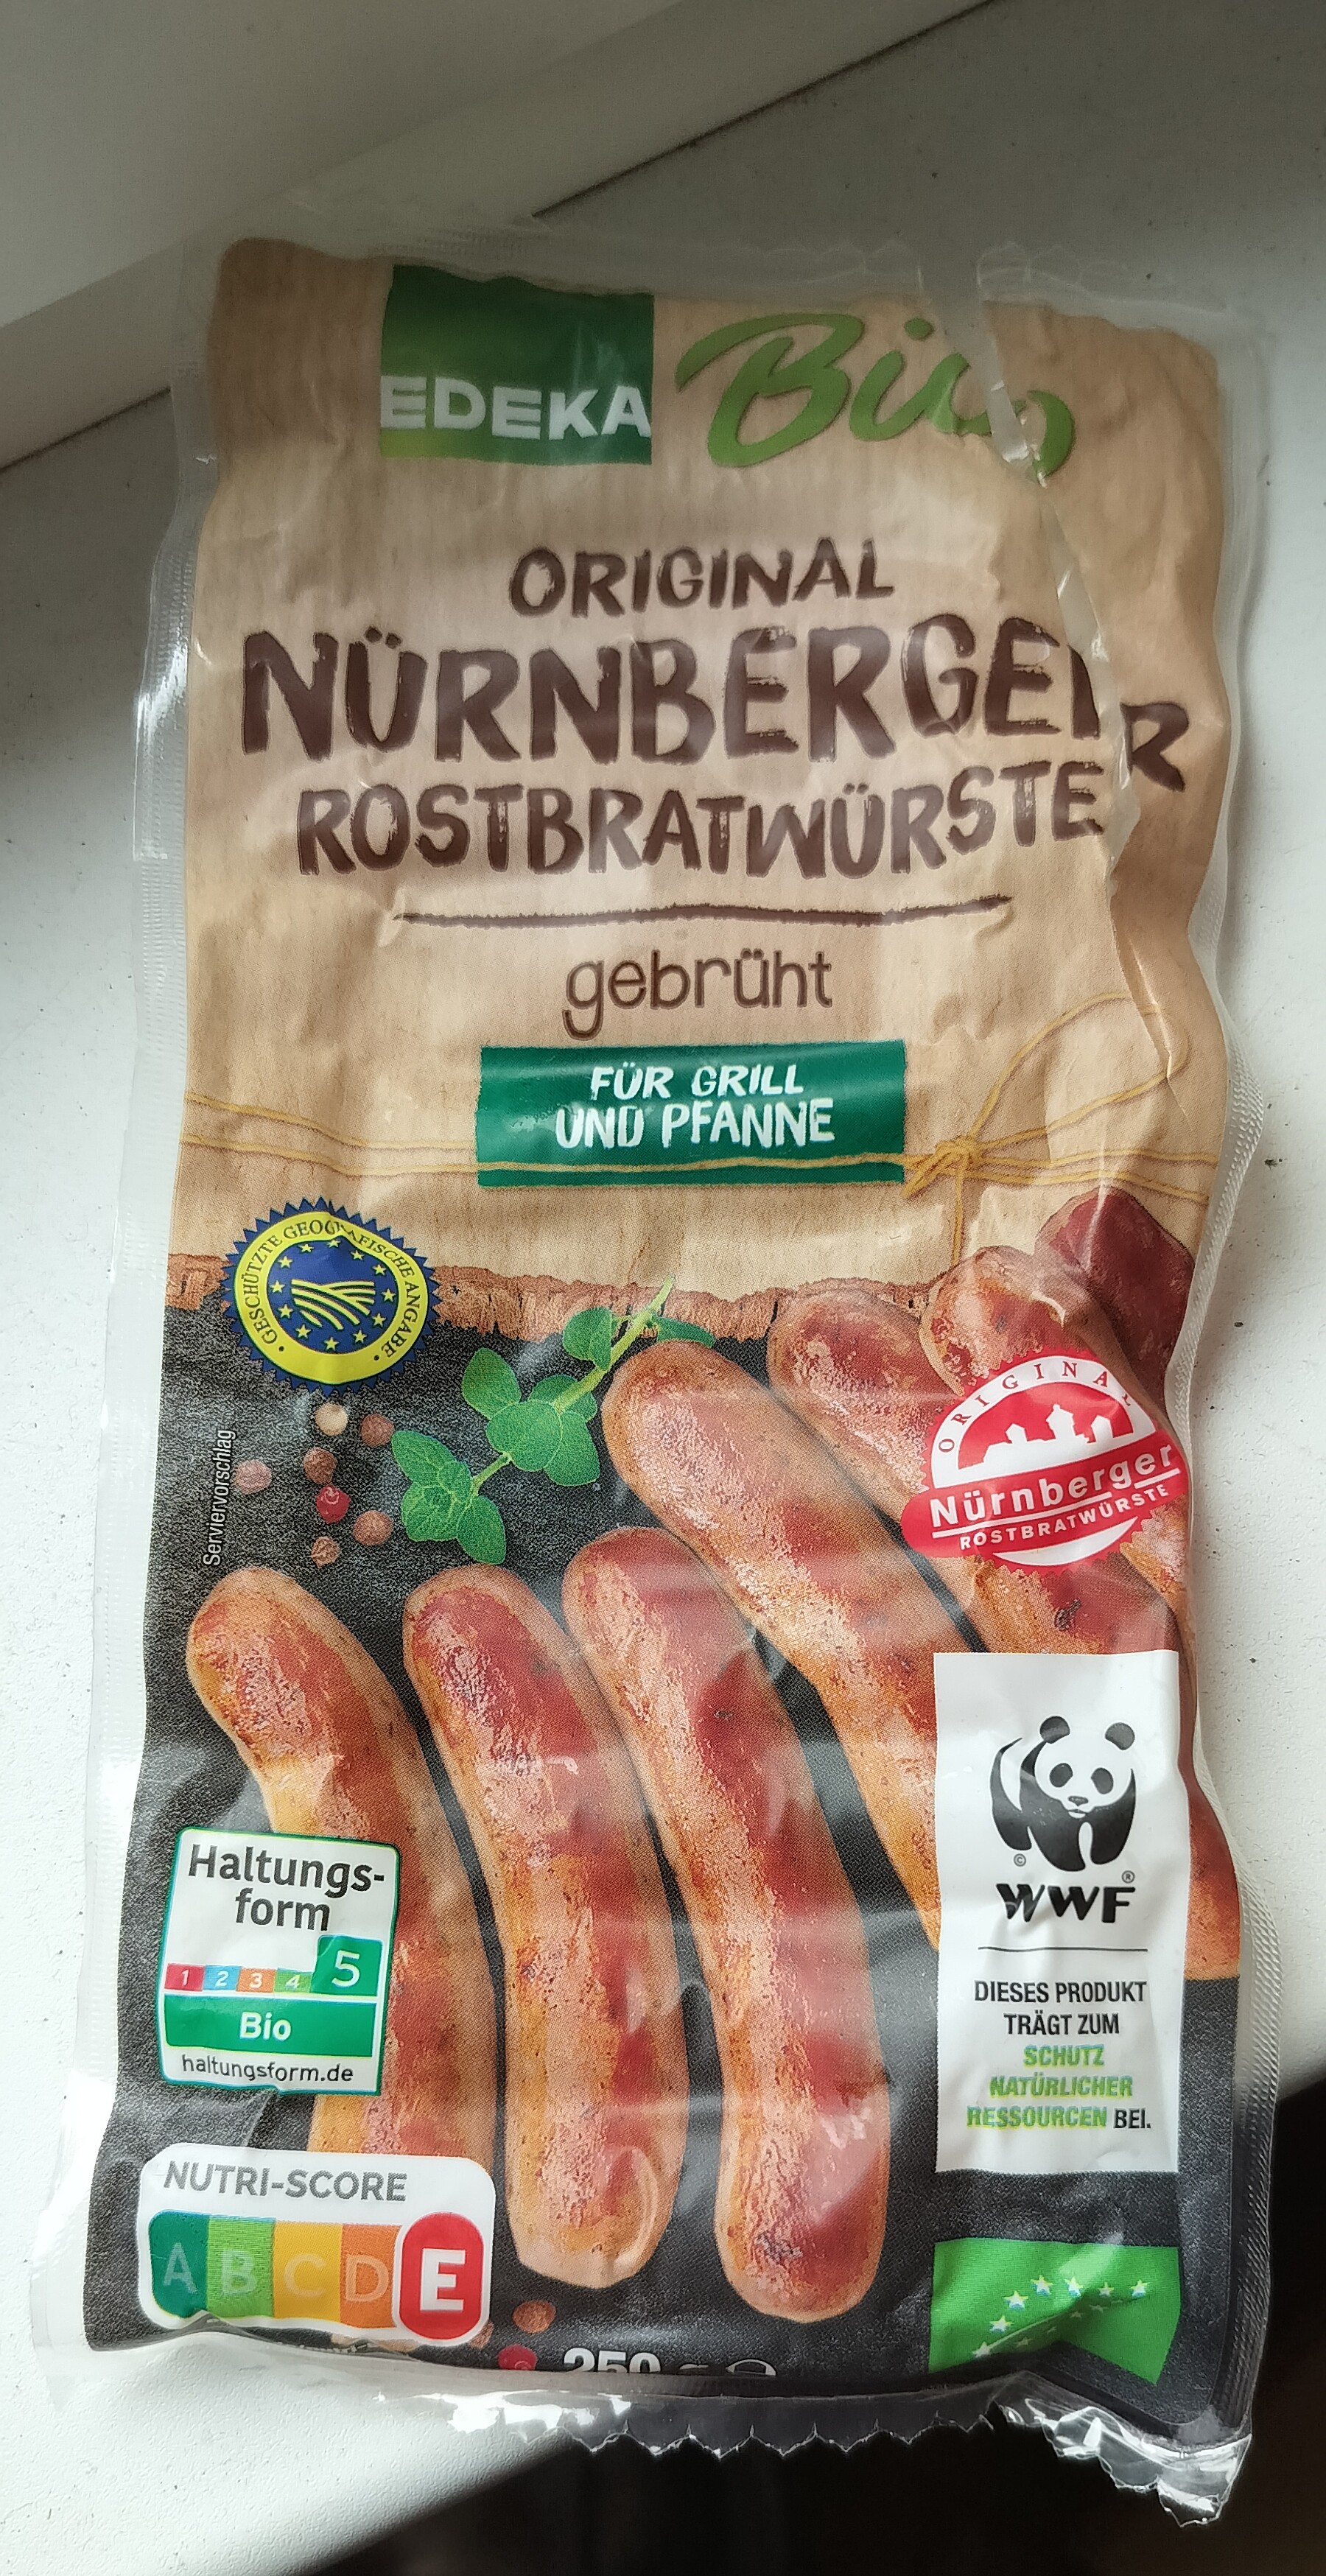 EDEKA Bio
ORIGINAL
NÜRNBERGER
ROSTBRATWÜRSTE
gebrüht
FÜR GRILL
UND PFANNE
GESCHÜTZTE GEOGRAFISCHE ANGABE
Serviervorschlag
ORIGINAL
Nürnberger
ROSTBRATWÜRSTE
Haltungs-
form
1 2 3 4 5
Bio
haltungsform.de
©
®
WWF
DIESES PRODUKT
TRÄGT ZUM
SCHUTZ
NATÜRLICHER
RESSOURCEN BEI.
NUTRI-SCORE
A B C D E
250 g e